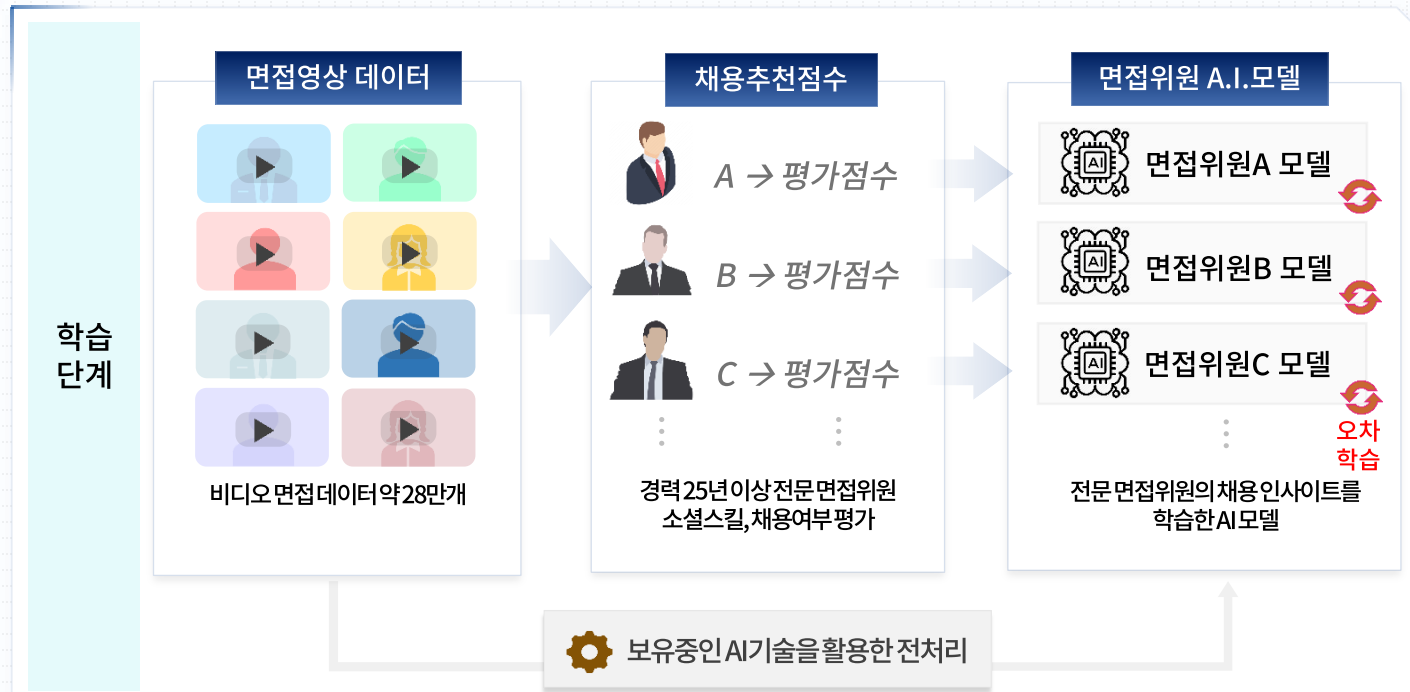 학습
단계
면접영상 데이터
비디오 면접 데이터 약 28만개
채용추천점수
A → 평가점수
B → 평가점수
C → 평가점수
경력 25년 이상 전문 면접위원
소셜스킬, 채용여부 평가
면접위원 A.I.모델
AI
면접위원A 모델
AI
면접위원B 모델
AI
면접위원C 모델
오차
학습
전문 면접위원의 채용 인사이트를
학습한 AI 모델
보유중인 AI기술을 활용한 전처리